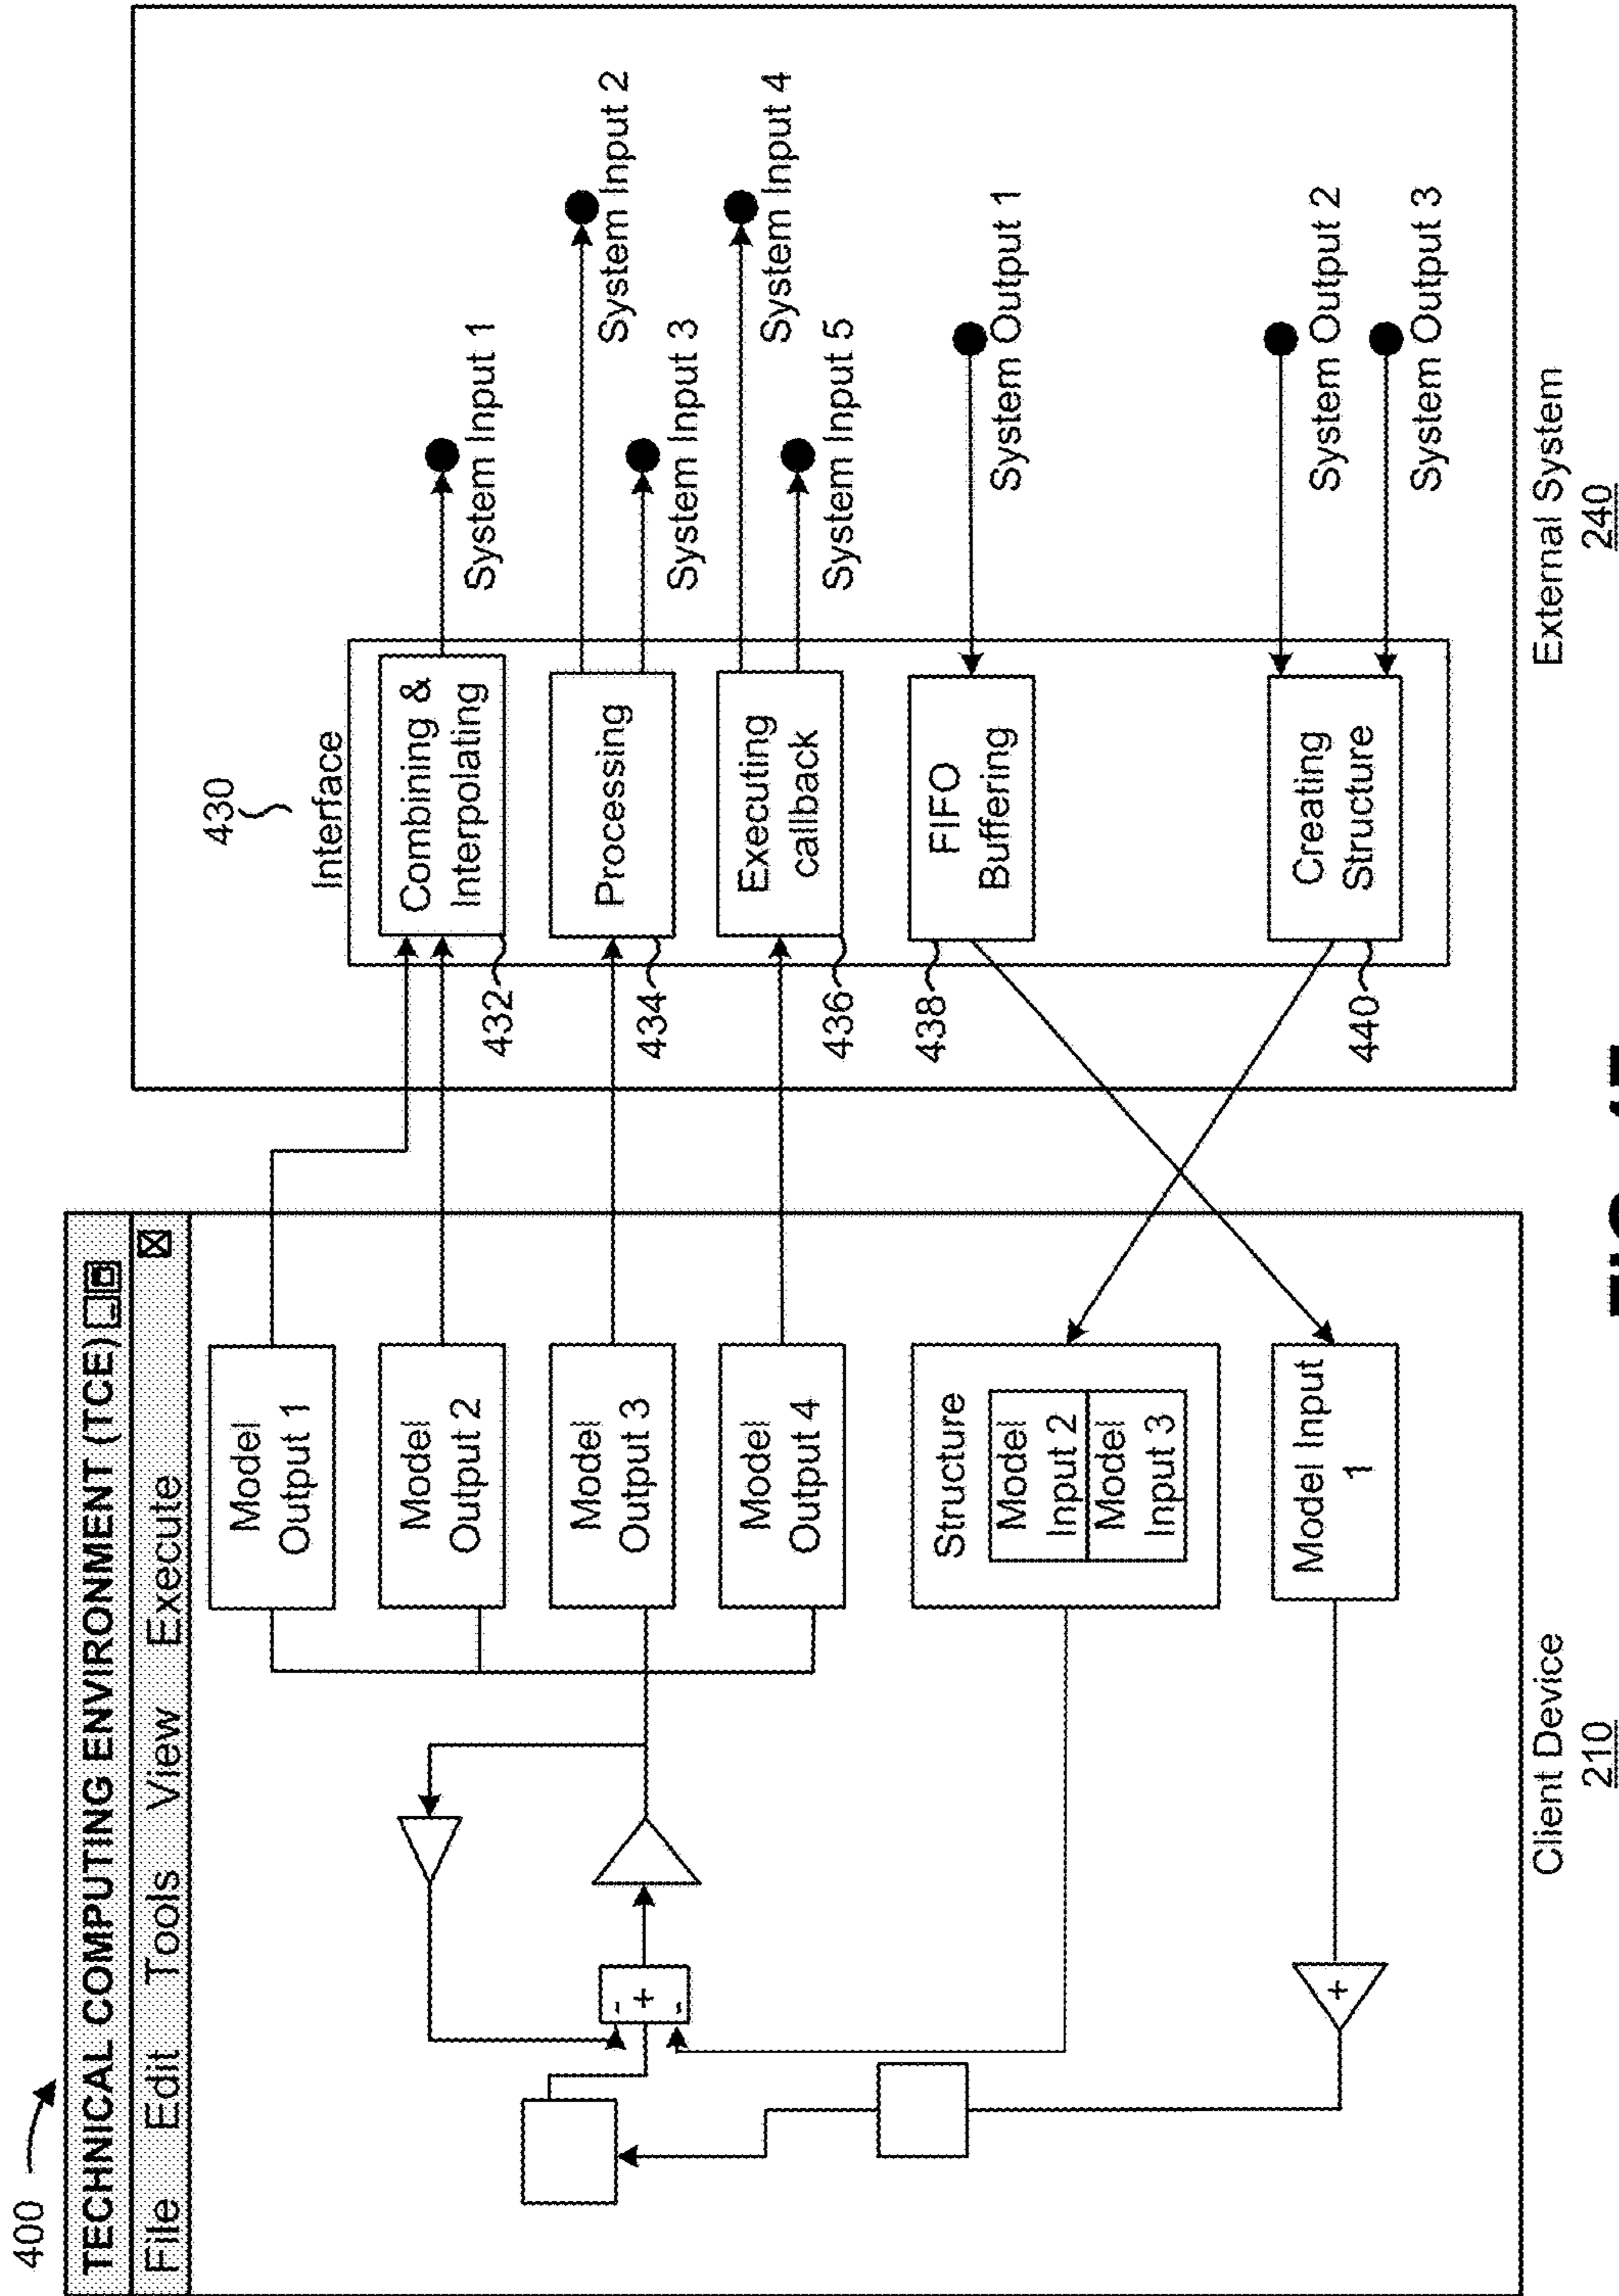 400
TECHNICAL COMPUTING ENVIRONMENT (TCE)
File Edit Tools View Execute
Model
Output 1
Model
Output 2
Model
Output 3
Model
Output 4
Structure
Model
Input 2
Model
Input 3
Model Input
1
-
+
-
+
Client Device
210
430
Interface
Combining &
Interpolating
432
Processing
434
Executing
callback
436
FIFO
Buffering
438
Creating
Structure
440
System Input 1
System Input 2
System Input 3
System Input 4
System Input 5
System Output 1
System Output 2
System Output 3
External System
240